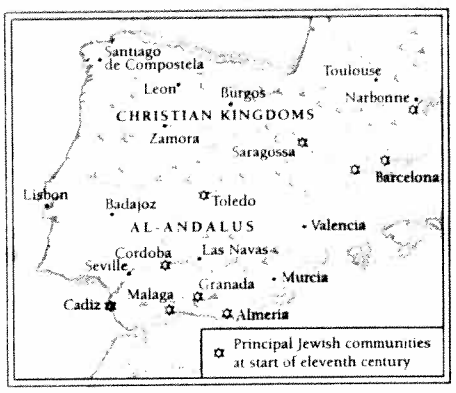 Santiago
de Compostela
Toulouse
Leon
Burgos
Narbonne
CHRISTIAN KINGDOMS
Zamora
Saragossa
Barcelona
Lisbon
Badajoz
Toledo
AL-ANDALUS
Valencia
Cordoba
Las Navas
Seville
Granada
Murcia
Cadiz
Malaga
Almeria
Principal Jewish communities
at start of eleventh century